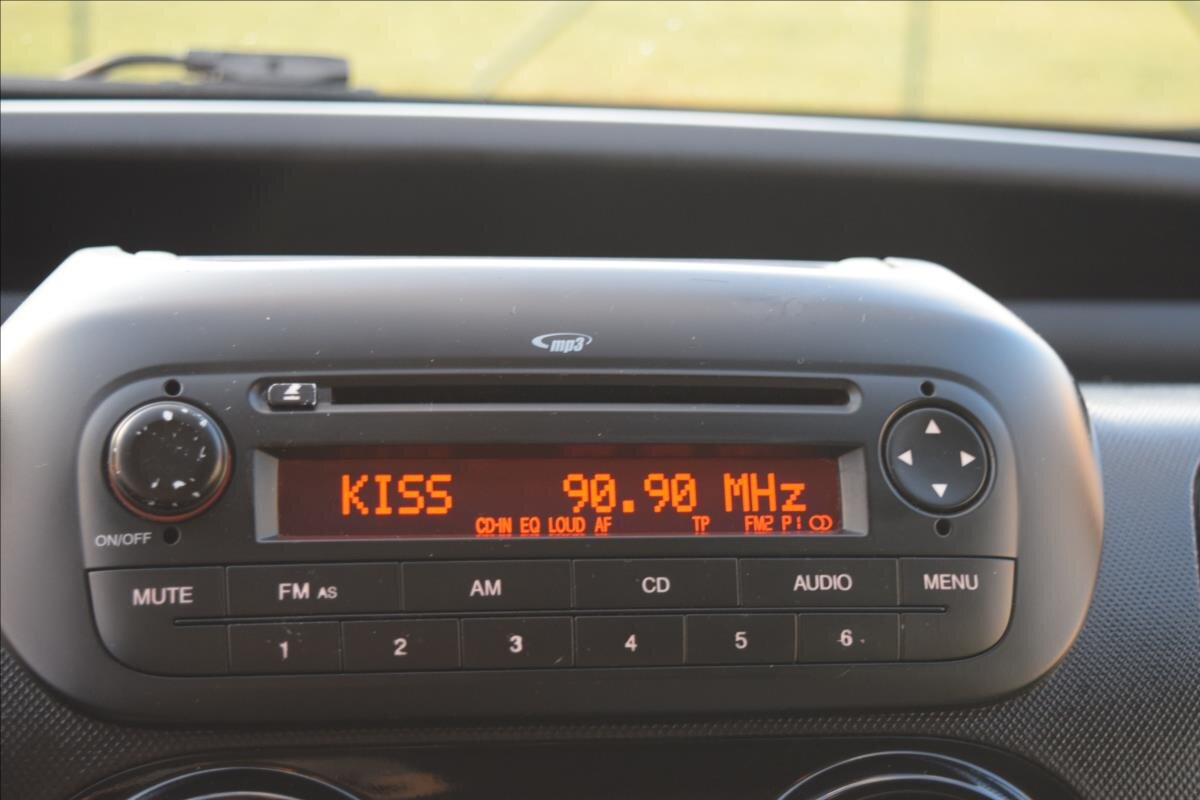 mp3
KISS 90.90 MHz
CD-IN EQ LOUD AF TP FM2 P1
ON/OFF
MUTE FM AS AM CD AUDIO MENU
1 2 3 4 5 6